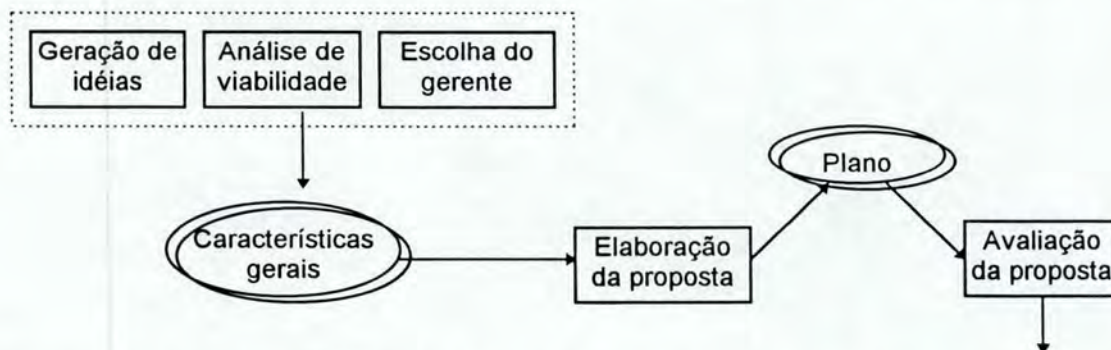 Geração de
idéias
Análise de
viabilidade
Escolha do
gerente
Plano
Características
gerais
Elaboração
da proposta
Avaliação
da proposta